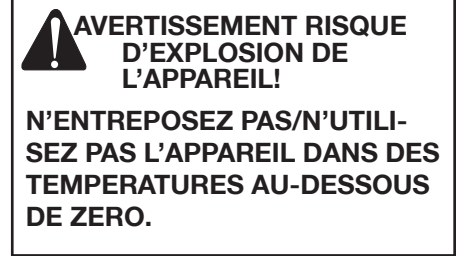 AVERTISSEMENT RISQUE
D’EXPLOSION DE
L’APPAREIL!
N’ENTREPOSEZ PAS/N’UTILI-
SEZ PAS L’APPAREIL DANS DES
TEMPERATURES AU-DESSOUS
DE ZERO.